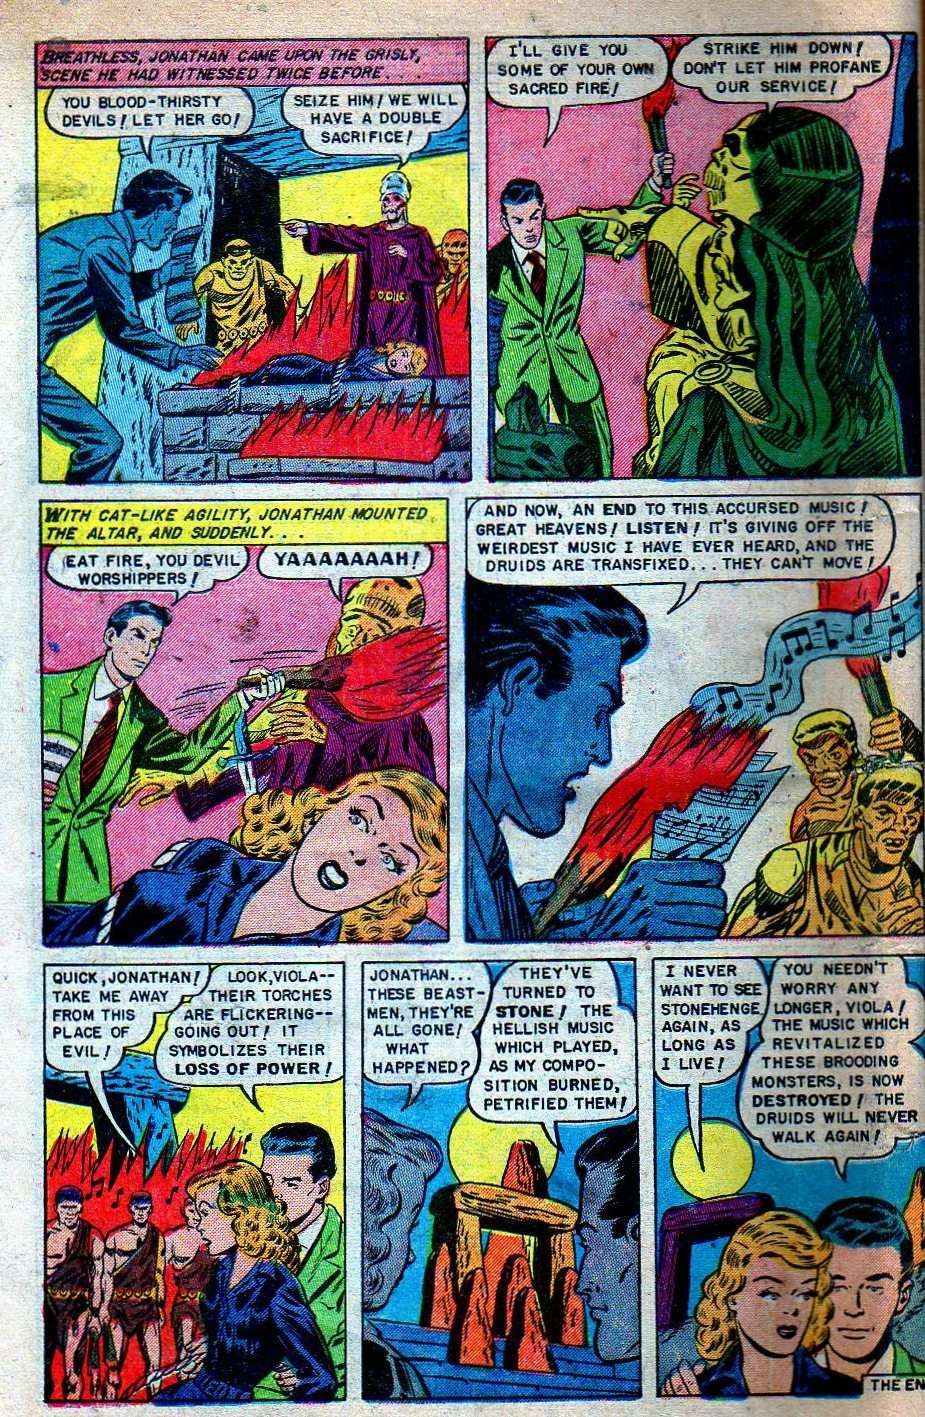 BREATHLESS, JONATHAN CAME UPON THE GRISLY,
SCENE HE HAD WITNESSED TWICE BEFORE. . .
YOU BLOOD-THIRSTY
DEVILS! LET HER GO!
SEIZE HIM! WE WILL
HAVE A DOUBLE
SACRIFICE!
I'LL GIVE YOU
SOME OF YOUR OWN
SACRED FIRE!
STRIKE HIM DOWN!
DON'T LET HIM PROFANE
OUR SERVICE!
WITH CAT-LIKE AGILITY, JONATHAN MOUNTED
THE ALTAR, AND SUDDENLY. . .
EAT FIRE, YOU DEVIL
WORSHIPPERS!
YAAAAAAAH!
AND NOW, AN END TO THIS ACCURSED MUSIC!
GREAT HEAVENS! LISTEN! IT'S GIVING OFF THE
WEIRDEST MUSIC I HAVE EVER HEARD, AND THE
DRUIDS ARE TRANSFIXED... THEY CAN'T MOVE!
QUICK, JONATHAN!
TAKE ME AWAY
FROM THIS
PLACE OF
EVIL!
LOOK, VIOLA--
THEIR TORCHES
ARE FLICKERING--
GOING OUT! IT
SYMBOLIZES THEIR
LOSS OF POWER!
JONATHAN...
THESE BEAST-
MEN, THEY'RE
ALL GONE!
WHAT
HAPPENED?
THEY'VE
TURNED TO
STONE! THE
HELLISH MUSIC
WHICH PLAYED,
AS MY COMPO-
SITION BURNED,
PETRIFIED THEM!
I NEVER
WANT TO SEE
STONEHENGE
AGAIN, AS
LONG AS
I LIVE!
YOU NEEDN'T
WORRY ANY
LONGER, VIOLA!
THE MUSIC WHICH
REVITALIZED
THESE BROODING
MONSTERS, IS NOW
DESTROYED! THE
DRUIDS WILL NEVER
WALK AGAIN!
THE EN